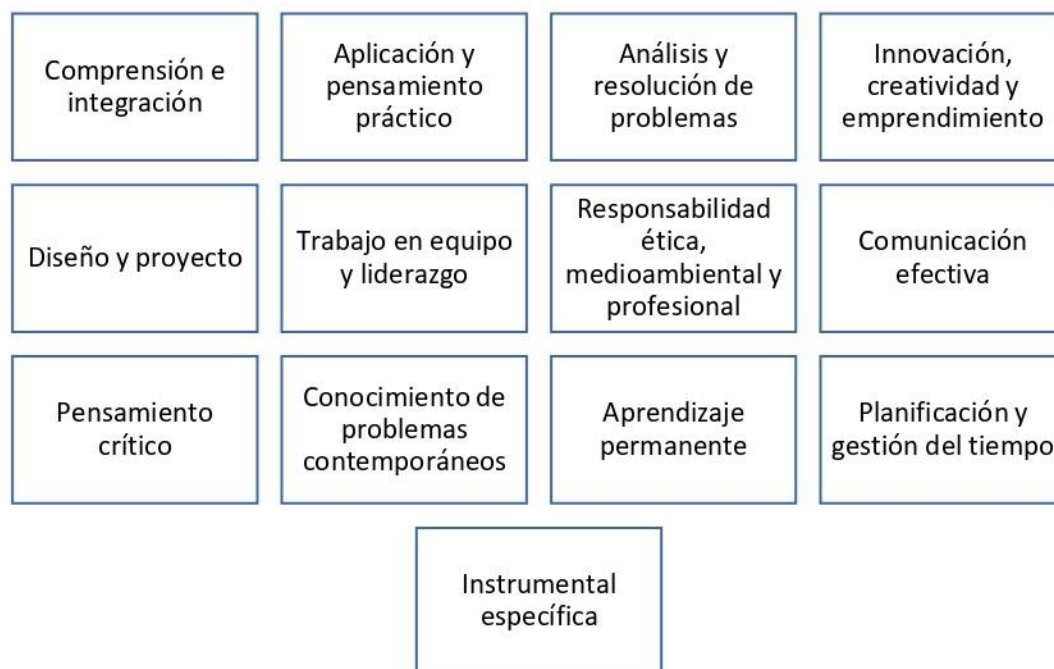 Comprensión e
integración
Aplicación y
pensamiento
práctico
Análisis y
resolución de
problemas
Innovación,
creatividad y
emprendimiento
Diseño y proyecto
Trabajo en equipo
y liderazgo
Responsabilidad
ética,
medioambiental y
profesional
Comunicación
efectiva
Pensamiento
crítico
Conocimiento de
problemas
contemporáneos
Aprendizaje
permanente
Planificación y
gestión del tiempo
Instrumental
específica